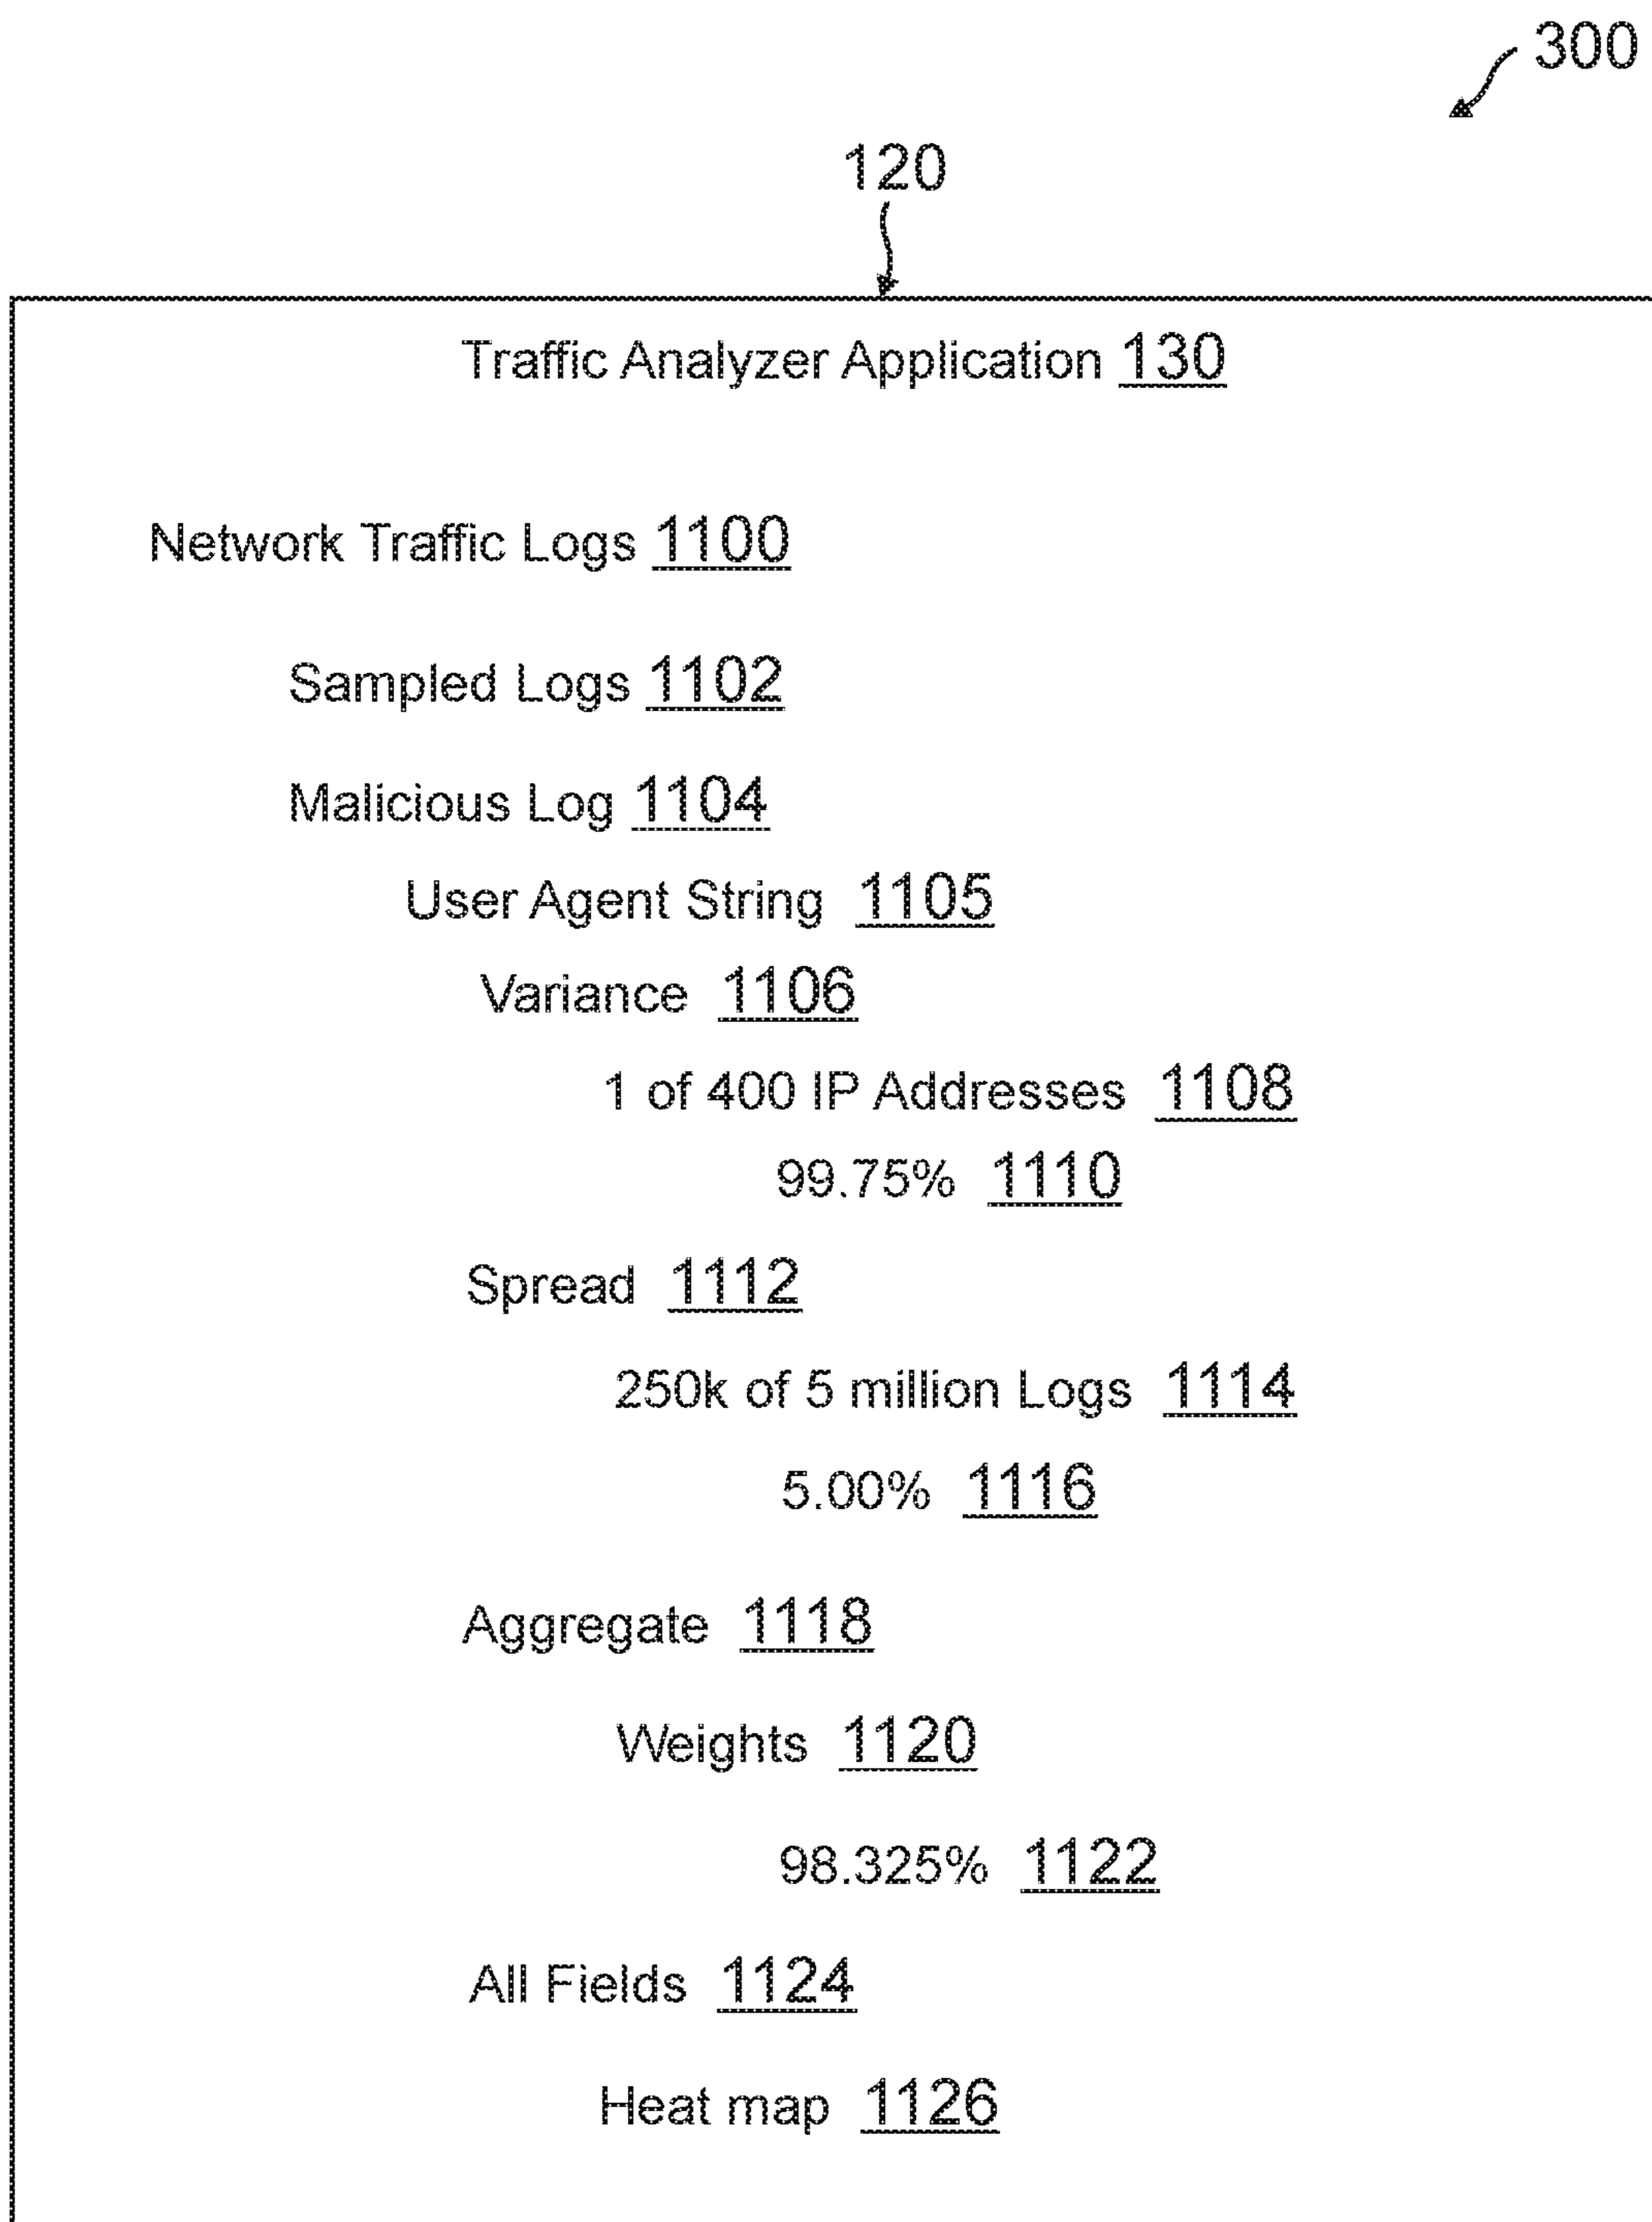 300
120
Traffic Analyzer Application 130
Network Traffic Logs 1100
Sampled Logs 1102
Malicious Log 1104
User Agent String 1105
Variance 1106
1 of 400 IP Addresses 1108
99.75% 1110
Spread 1112
250k of 5 million Logs 1114
5.00% 1116
Aggregate 1118
Weights 1120
98.325% 1122
All Fields 1124
Heat map 1126